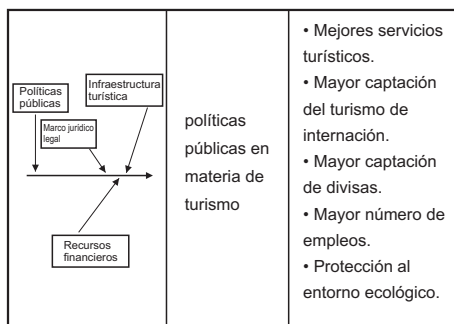 Políticas
públicas
Infraestructura
turística
Marco jurídico
legal
Recursos
financieros
políticas
públicas en
materia de
turismo
• Mejores servicios
turísticos.
• Mayor captación
del turismo de
internación.
• Mayor captación
de divisas.
• Mayor número de
empleos.
• Protección al
entorno ecológico.